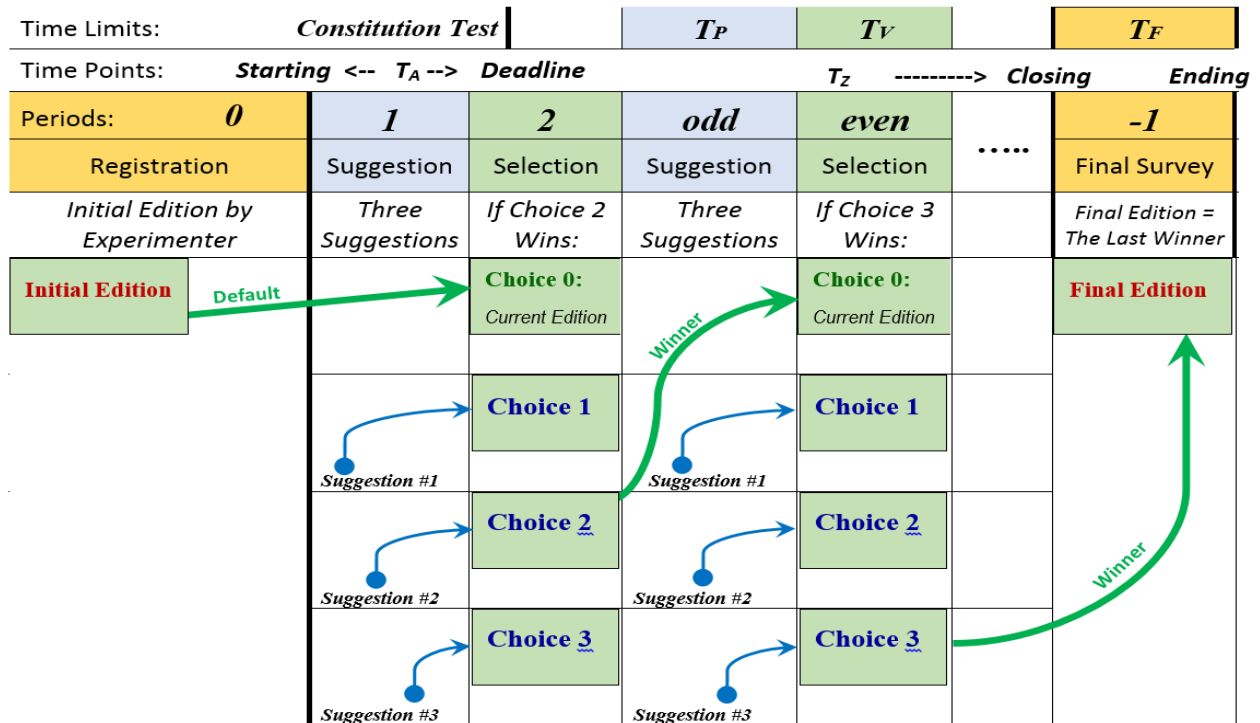 Time Limits: Constitution Test TP TV TF
Time Points: Starting <-- TA --> Deadline TZ ---------> Closing Ending
Periods: 0 1 2 odd even ..... -1
Registration Suggestion Selection Suggestion Selection Final Survey
Initial Edition by Three If Choice 2 Three If Choice 3 Final Edition =
Experimenter Suggestions Wins: Suggestions Wins: The Last Winner
Initial Edition Default Choice 0: Choice 0: Final Edition
Current Edition Winner Current Edition
Choice 1 Choice 1
Suggestion #1 Suggestion #1
Choice 2 Choice 2
Winner
Suggestion #2 Suggestion #2
Choice 3 Choice 3
Suggestion #3 Suggestion #3